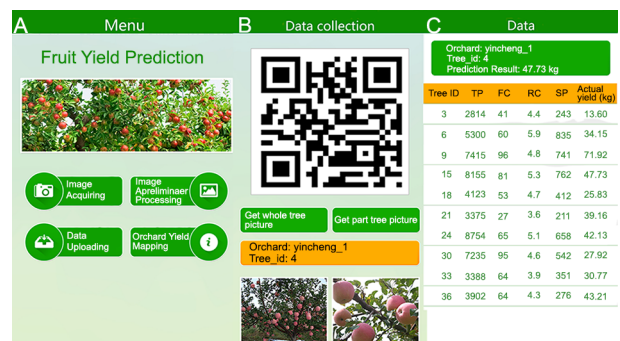 A
Menu
Fruit Yield Prediction
Image
Acquiring
Image
Apreliminaer
Processing
Data
Uploading
Orchard Yield
Mapping
B
Data collection
Get whole tree
picture
Get part tree picture
Orchard: yincheng_1
Tree_id: 4
C
Data
Orchard: yincheng_1
Tree_id: 4
Prediction Result: 47.73 kg
Tree ID TP FC RC SP Actual yield (kg)
3 2814 41 4.4 243 13.60
6 5300 60 5.9 835 34.15
9 7415 96 4.8 741 71.92
15 8155 81 5.3 762 47.73
18 4123 53 4.7 412 25.83
21 3375 27 3.6 211 39.16
24 8754 65 5.1 658 42.13
30 7235 95 4.6 542 27.92
33 3388 64 3.9 351 30.77
36 3902 64 4.3 276 43.21